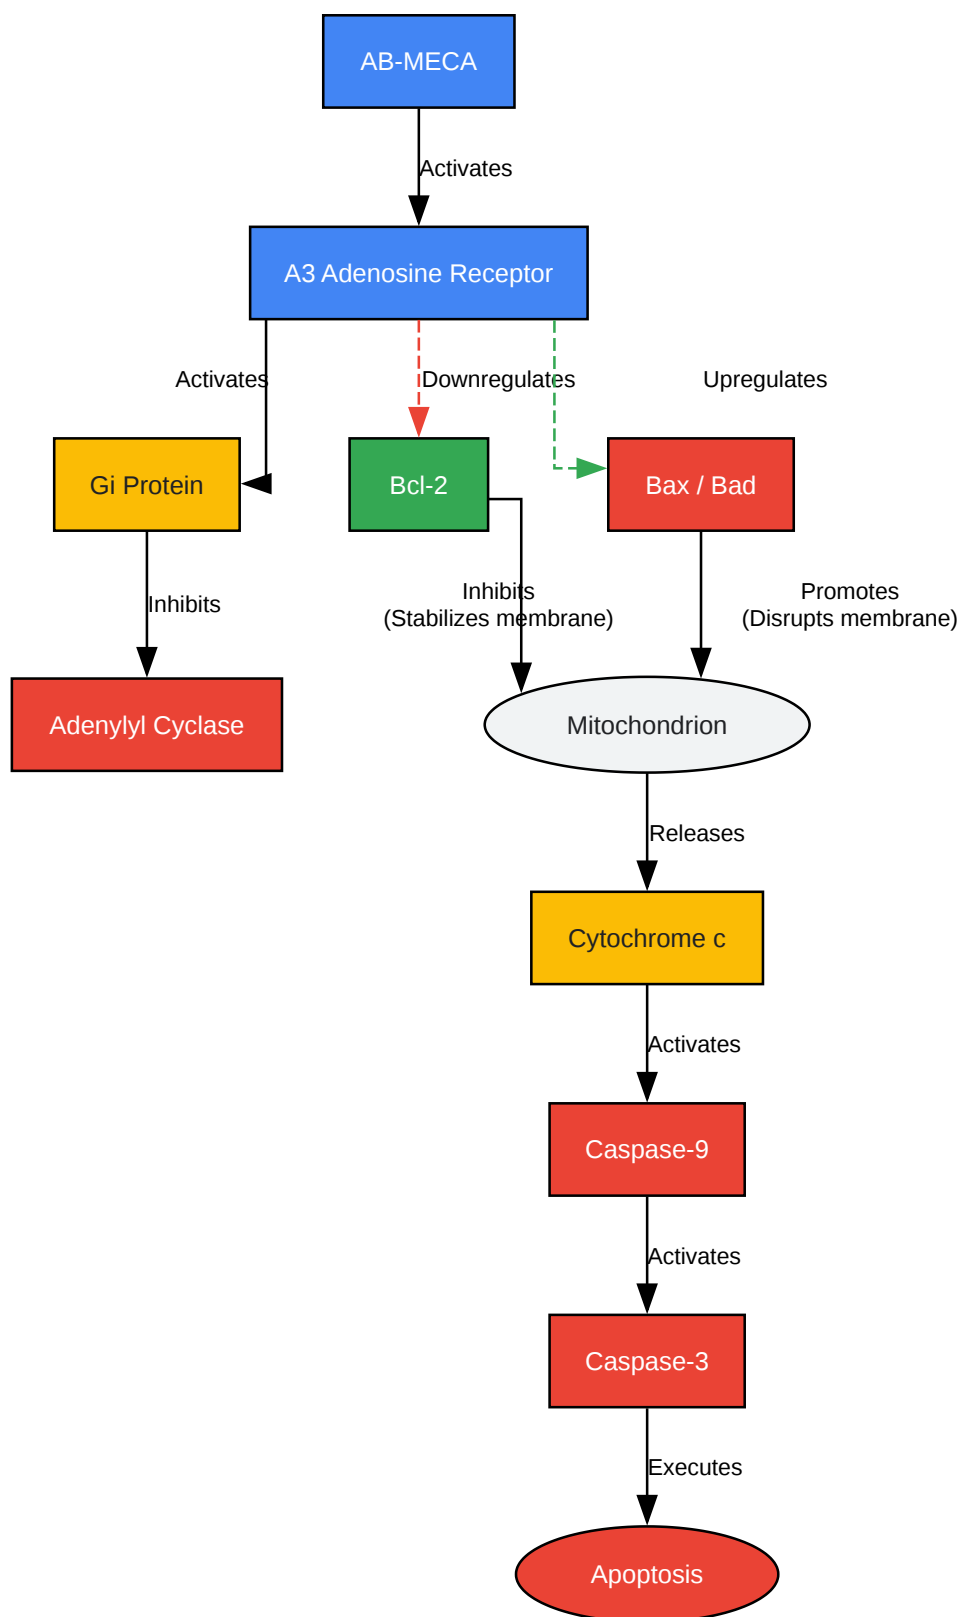 AB-MECA
Activates
A3 Adenosine Receptor
Activates
Downregulates
Upregulates
Gi Protein
Bcl-2
Bax / Bad
Inhibits
Inhibits
(Stabilizes membrane)
Promotes
(Disrupts membrane)
Adenylyl Cyclase
Mitochondrion
Releases
Cytochrome c
Activates
Caspase-9
Activates
Caspase-3
Executes
Apoptosis